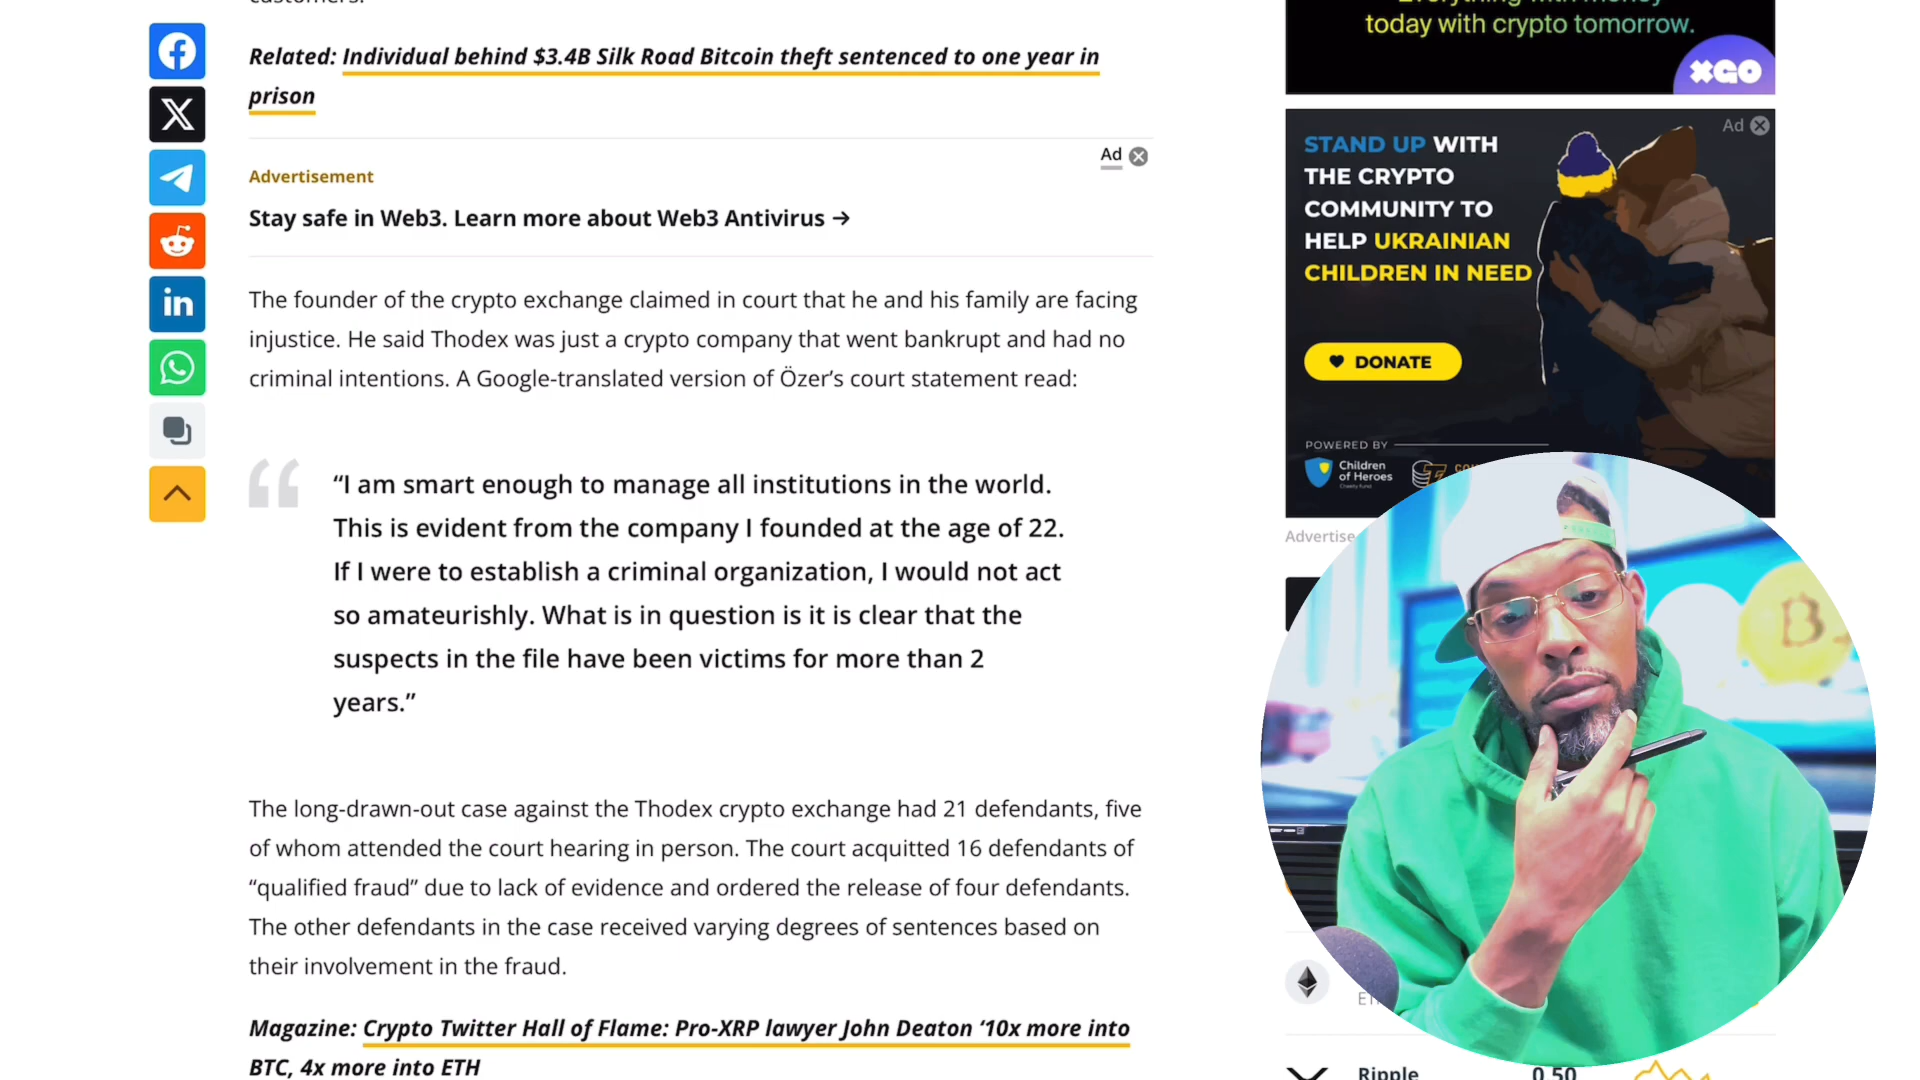 customers.
Related: Individual behind $3.4B Silk Road Bitcoin theft sentenced to one year in
prison
Ad
Advertisement
Stay safe in Web3. Learn more about Web3 Antivirus →
The founder of the crypto exchange claimed in court that he and his family are facing
injustice. He said Thodex was just a crypto company that went bankrupt and had no
criminal intentions. A Google-translated version of Özer’s court statement read:
“I am smart enough to manage all institutions in the world.
This is evident from the company I founded at the age of 22.
If I were to establish a criminal organization, I would not act
so amateurishly. What is in question is it is clear that the
suspects in the file have been victims for more than 2
years.”
The long-drawn-out case against the Thodex crypto exchange had 21 defendants, five
of whom attended the court hearing in person. The court acquitted 16 defendants of
“qualified fraud” due to lack of evidence and ordered the release of four defendants.
The other defendants in the case received varying degrees of sentences based on
their involvement in the fraud.
Magazine: Crypto Twitter Hall of Flame: Pro-XRP lawyer John Deaton ‘10x more into
BTC, 4x more into ETH
Everything with money
today with crypto tomorrow.
XGO
Ad
STAND UP WITH
THE CRYPTO
COMMUNITY TO
HELP UKRAINIAN
CHILDREN IN NEED
DONATE
POWERED BY
Children
of Heroes
Advertise
Ripple
0.50